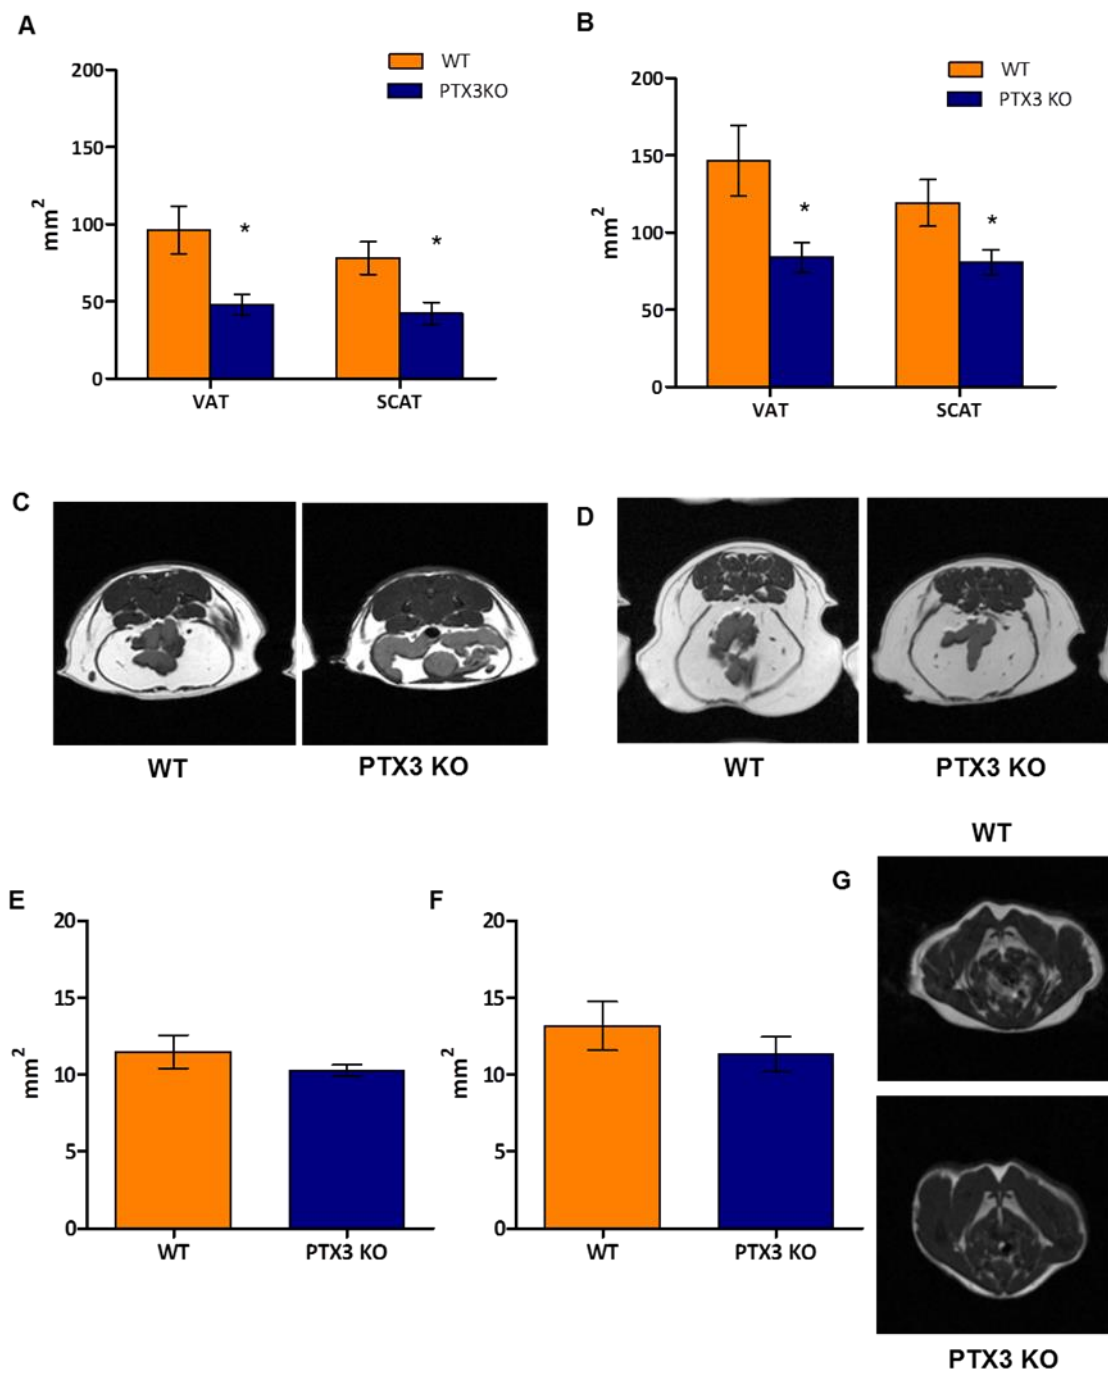 A
WT
PTX3KO
200
150
100
50
0
mm2
*
*
VAT
SCAT
B
WT
PTX3 KO
200
150
100
50
0
mm2
*
*
VAT
SCAT
C
WT
PTX3 KO
D
WT
PTX3 KO
E
20
15
10
5
0
mm2
WT
PTX3 KO
F
20
15
10
5
0
mm2
WT
PTX3 KO
G
WT
PTX3 KO